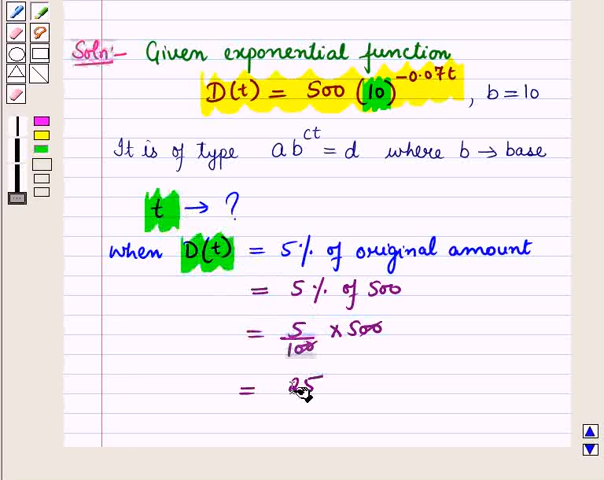 Soln:- Given exponential function
D(t) = 500 (10)^-0.07t , b = 10
It is of type ab^ct = d where b → base
t → ?
when D(t) = 5% of original amount
= 5% of 500
= 5/100 × 500
= 25